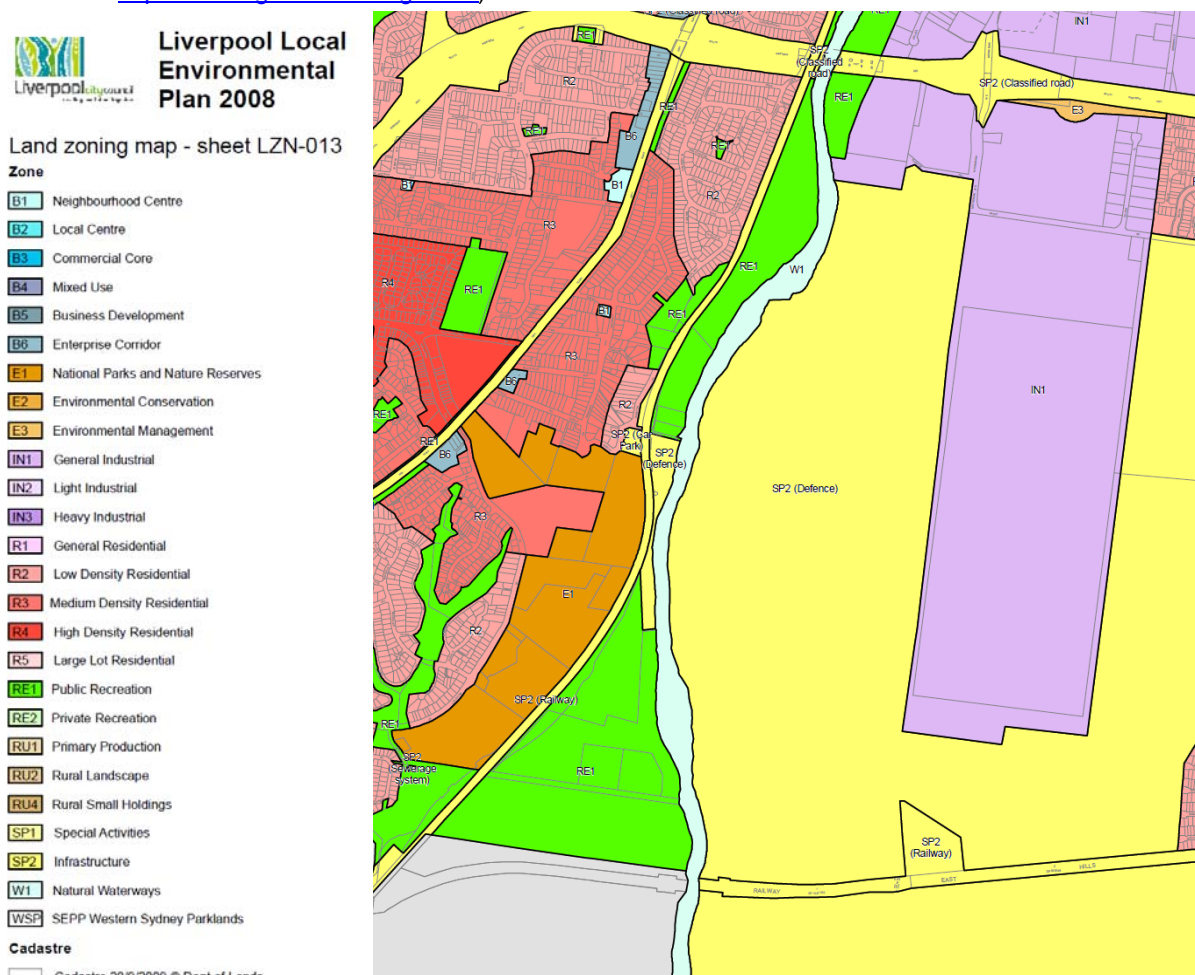 Liverpool Local
Environmental
Plan 2008
Liverpool citycouncil
Land zoning map - sheet LZN-013
Zone
B1 Neighbourhood Centre
B2 Local Centre
B3 Commercial Core
B4 Mixed Use
B5 Business Development
B6 Enterprise Corridor
E1 National Parks and Nature Reserves
E2 Environmental Conservation
E3 Environmental Management
IN1 General Industrial
IN2 Light Industrial
IN3 Heavy Industrial
R1 General Residential
R2 Low Density Residential
R3 Medium Density Residential
R4 High Density Residential
R5 Large Lot Residential
RE1 Public Recreation
RE2 Private Recreation
RU1 Primary Production
RU2 Rural Landscape
RU4 Rural Small Holdings
SP1 Special Activities
SP2 Infrastructure
W1 Natural Waterways
WSP SEPP Western Sydney Parklands
Cadastre
RE1
IN1
RE1
SP2
(Classified
road)
SP2 (Classified road)
R2
RE1
RE1
E3
RE1
B6
RE1
B1
B1
R2
R3
RE1
W1
R4
RE1
RE1
B1
R3
B6
IN1
R2
RE1
SP2 (Car
Park)
RE1
B6
SP2
(Defence)
SP2 (Defence)
R3
E1
R2
SP2 (Railway)
RE1
SP2
(Sewerage
system)
RE1
SP2
(Railway)
RAILWAY
EAST
HILLS